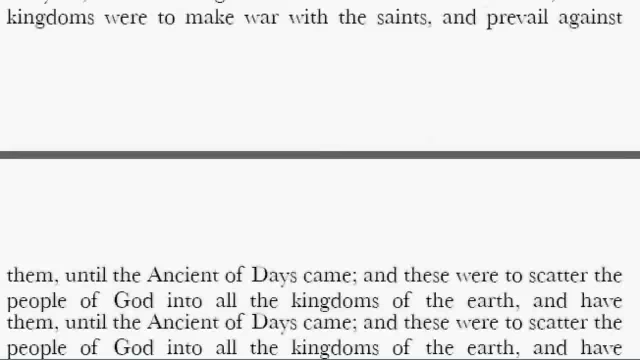 kingdoms were to make war with the saints, and prevail against
them, until the Ancient of Days came; and these were to scatter the
people of God into all the kingdoms of the earth, and have
them, until the Ancient of Days came; and these were to scatter the
people of God into all the kingdoms of the earth, and have